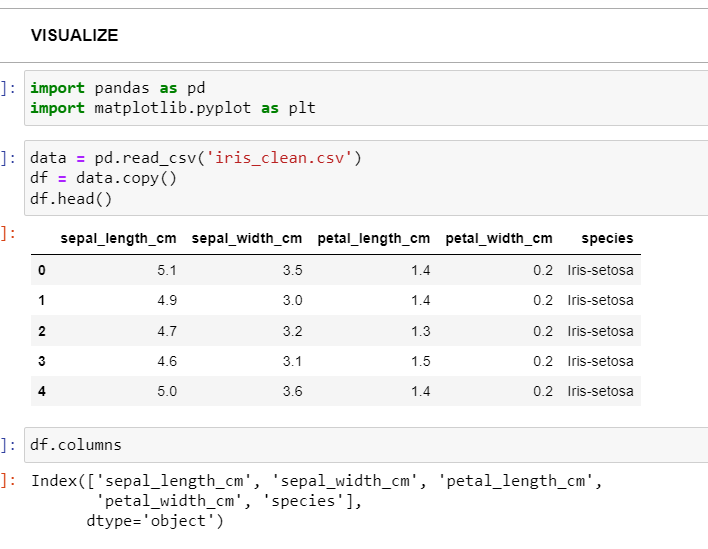 VISUALIZE
]: import pandas as pd
import matplotlib.pyplot as plt
]: data = pd.read_csv('iris_clean.csv')
df = data.copy()
df.head()
]:
sepal_length_cm sepal_width_cm petal_length_cm petal_width_cm species
0 5.1 3.5 1.4 0.2 Iris-setosa
1 4.9 3.0 1.4 0.2 Iris-setosa
2 4.7 3.2 1.3 0.2 Iris-setosa
3 4.6 3.1 1.5 0.2 Iris-setosa
4 5.0 3.6 1.4 0.2 Iris-setosa
]: df.columns
]: Index(['sepal_length_cm', 'sepal_width_cm', 'petal_length_cm',
'petal_width_cm', 'species'],
dtype='object')